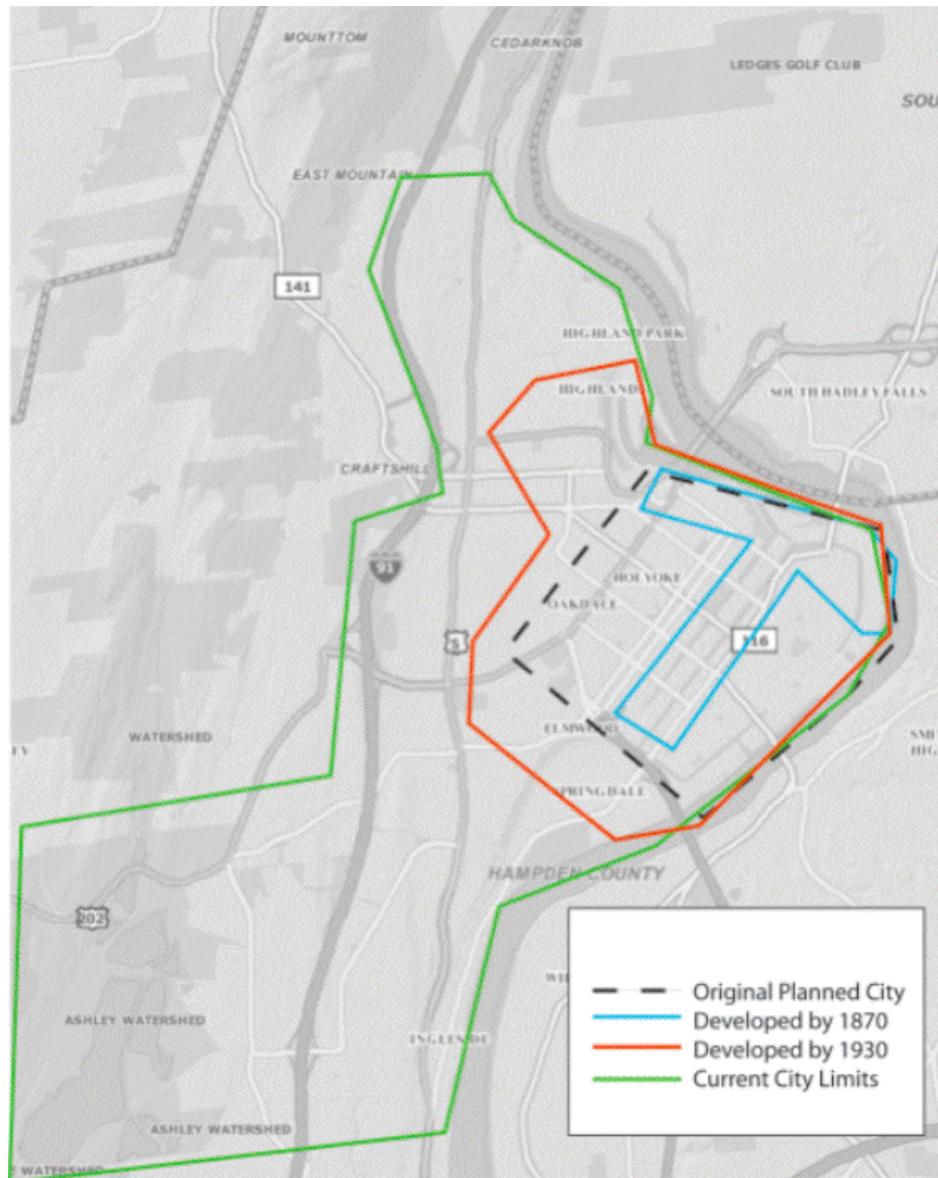 MOUNTTOM
CEDARKNOB
LEDGES GOLF CLUB
SOU
EAST MOUNTAIN
141
HIGHLAND PARK
HIGHLAND
SOUTH HADLEY FALLS
CRAFTSHILL
91
HOLYOKE
OAKDALE
116
5
ELMWOOD
WATERSHED
SPRINGDALE
HAMPDEN COUNTY
202
ASHLEY WATERSHED
INGLESIDE
ASHLEY WATERSHED
WATERSHED
Original Planned City
Developed by 1870
Developed by 1930
Current City Limits